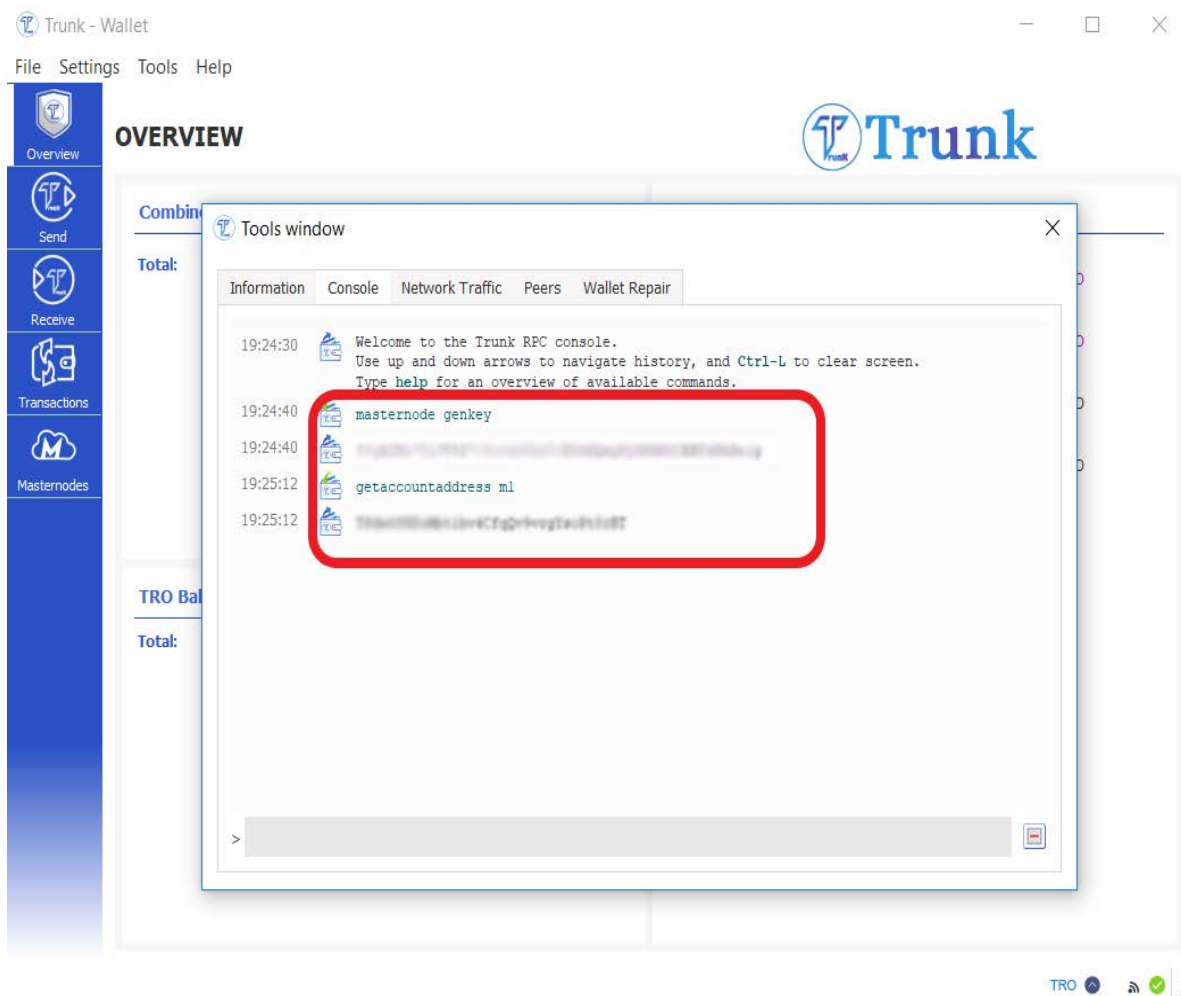 Trunk - Wallet
File Settings Tools Help
Overview
OVERVIEW
Trunk
Trunk
Send
Receive
Transactions
Masternodes
Combin
Total:
Tools window
Information Console Network Traffic Peers Wallet Repair
19:24:30 Welcome to the Trunk RPC console.
Use up and down arrows to navigate history, and Ctrl-L to clear screen.
Type help for an overview of available commands.
19:24:40 masternode genkey
19:24:40
19:25:12 getaccountaddress m1
19:25:12
>
TRO Bal
Total:
TRO